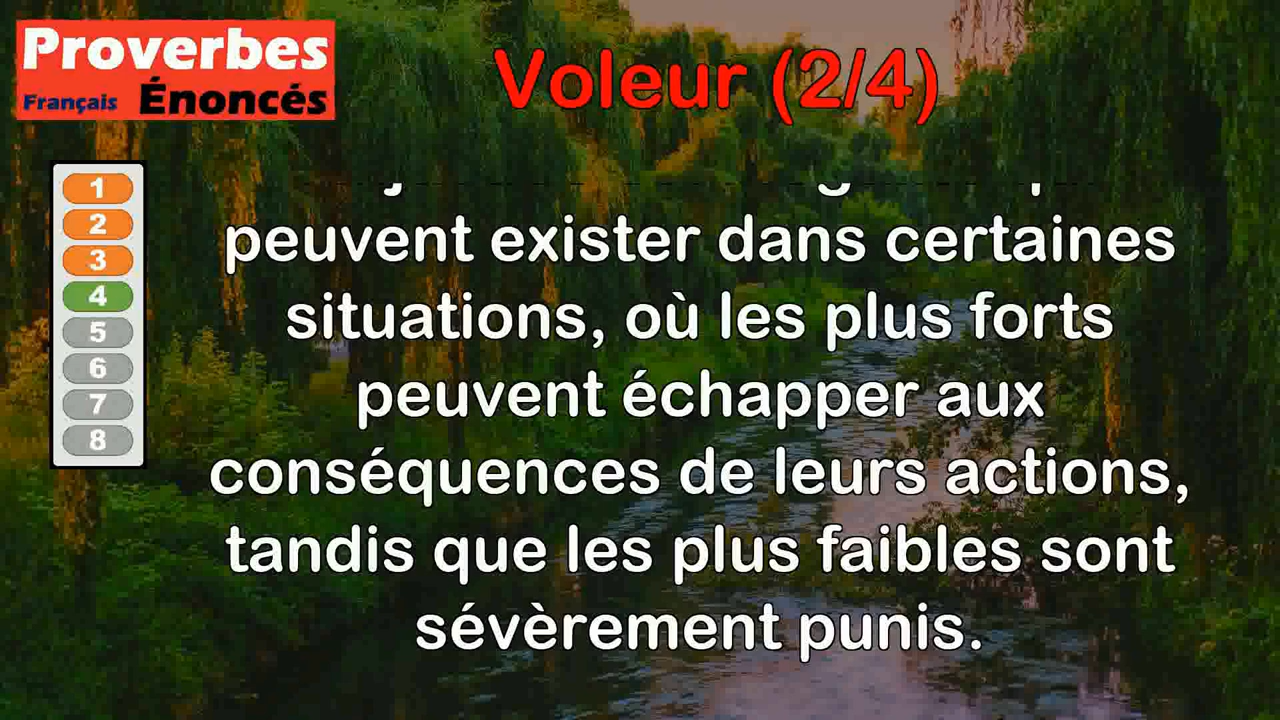 Proverbes
Français Énoncés
Voleur (2/4)
1
2
3
4
5
6
7
8
peuvent exister dans certaines
situations, où les plus forts
peuvent échapper aux
conséquences de leurs actions,
tandis que les plus faibles sont
sévèrement punis.